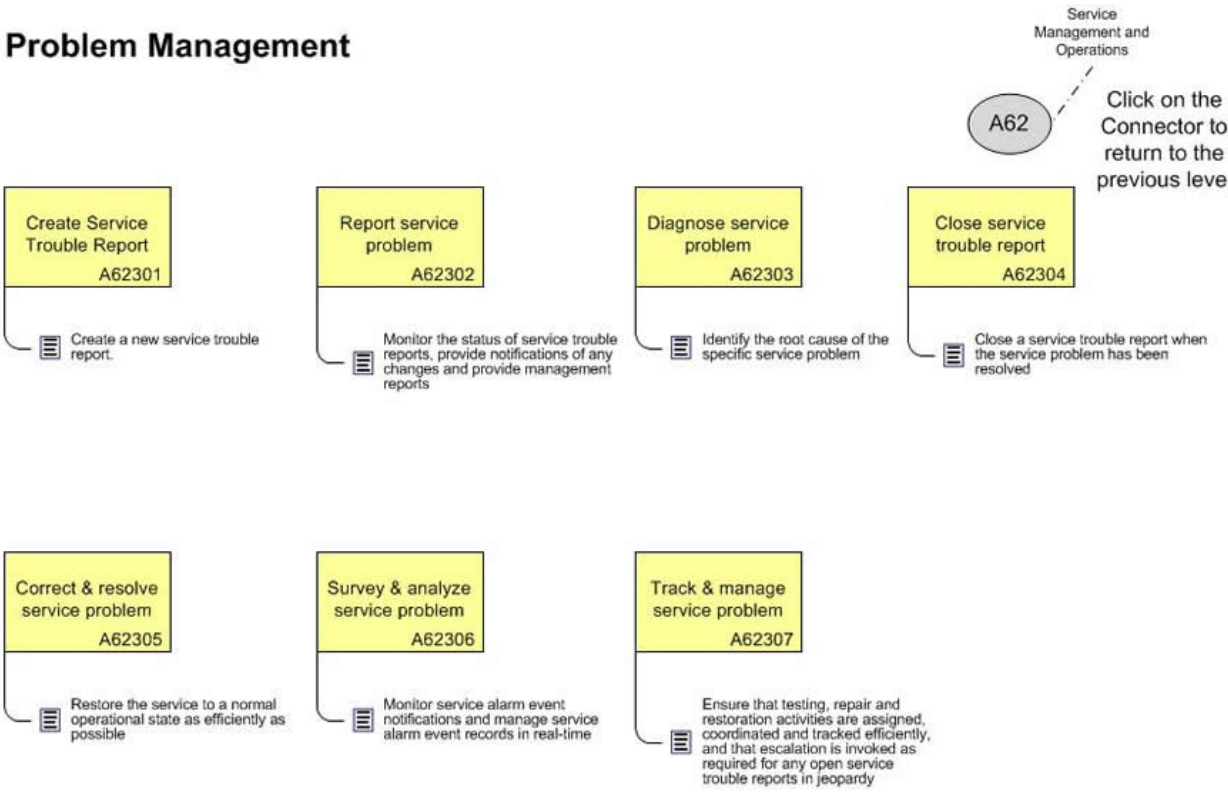 Problem Management
Service
Management and
Operations
A62
Click on the
Connector to
return to the
previous leve
Create Service
Trouble Report
A62301
Create a new service trouble
report.
Report service
problem
A62302
Monitor the status of service trouble
reports, provide notifications of any
changes and provide management
reports
Diagnose service
problem
A62303
Identify the root cause of the
specific service problem
Close service
trouble report
A62304
Close a service trouble report when
the service problem has been
resolved
Correct & resolve
service problem
A62305
Restore the service to a normal
operational state as efficiently as
possible
Survey & analyze
service problem
A62306
Monitor service alarm event
notifications and manage service
alarm event records in real-time
Track & manage
service problem
A62307
Ensure that testing, repair and
restoration activities are assigned,
coordinated and tracked efficiently,
and that escalation is invoked as
required for any open service
trouble reports in jeopardy